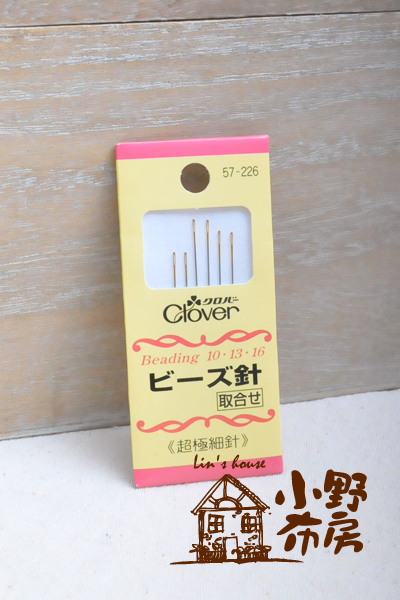 57-226
クロバー
Clover
Beading 10・13・16
ビーズ針
取合せ
《超極細針》
Lin's house
小野
布房